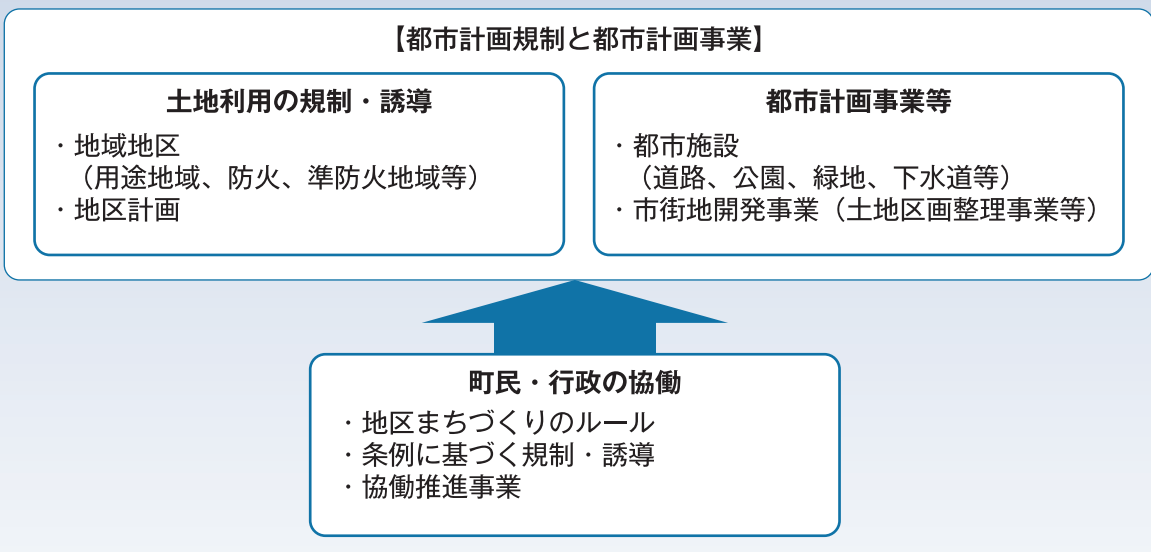 【都市計画規制と都市計画事業】
土地利用の規制・誘導
・地域地区
（用途地域、防火、準防火地域等）
・地区計画
都市計画事業等
・都市施設
（道路、公園、緑地、下水道等）
・市街地開発事業（土地区画整理事業等）
町民・行政の協働
・地区まちづくりのルール
・条例に基づく規制・誘導
・協働推進事業